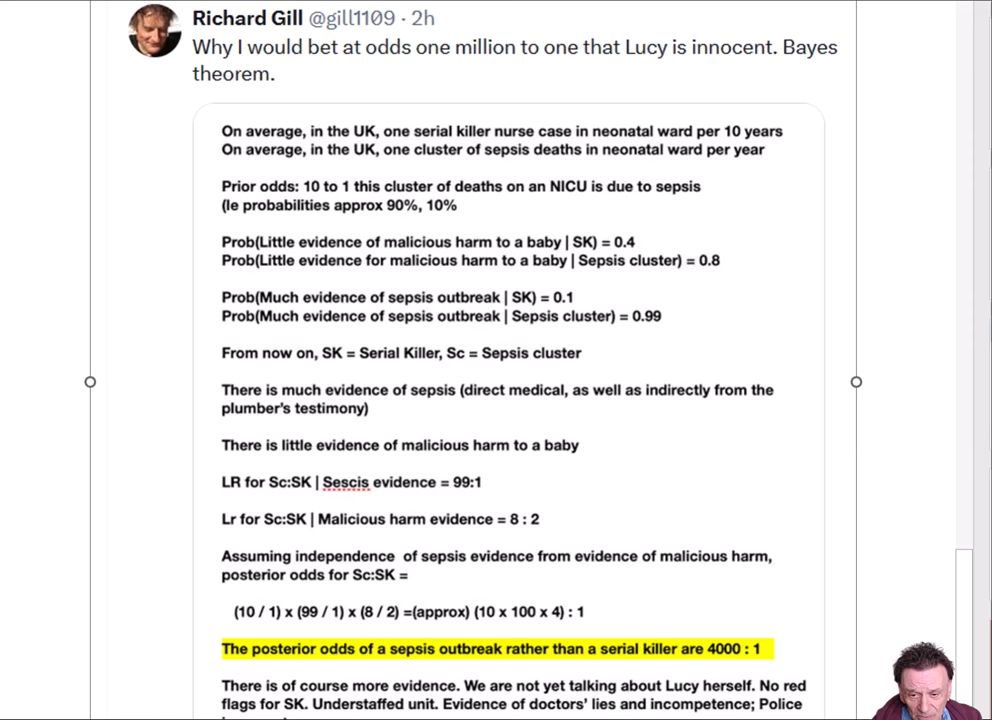 Richard Gill @gill1109 · 2h
Why I would bet at odds one million to one that Lucy is innocent. Bayes
theorem.
On average, in the UK, one serial killer nurse case in neonatal ward per 10 years
On average, in the UK, one cluster of sepsis deaths in neonatal ward per year
Prior odds: 10 to 1 this cluster of deaths on an NICU is due to sepsis
(Ie probabilities approx 90%, 10%
Prob(Little evidence of malicious harm to a baby | SK) = 0.4
Prob(Little evidence for malicious harm to a baby | Sepsis cluster) = 0.8
Prob(Much evidence of sepsis outbreak | SK) = 0.1
Prob(Much evidence of sepsis outbreak | Sepsis cluster) = 0.99
From now on, SK = Serial Killer, Sc = Sepsis cluster
There is much evidence of sepsis (direct medical, as well as indirectly from the
plumber's testimony)
There is little evidence of malicious harm to a baby
LR for Sc:SK | Sescis evidence = 99:1
Lr for Sc:SK | Malicious harm evidence = 8 : 2
Assuming independence of sepsis evidence from evidence of malicious harm,
posterior odds for Sc:SK =
(10 / 1) x (99 / 1) x (8 / 2) =(approx) (10 x 100 x 4) : 1
The posterior odds of a sepsis outbreak rather than a serial killer are 4000 : 1
There is of course more evidence. We are not yet talking about Lucy herself. No red
flags for SK. Understaffed unit. Evidence of doctors' lies and incompetence; Police